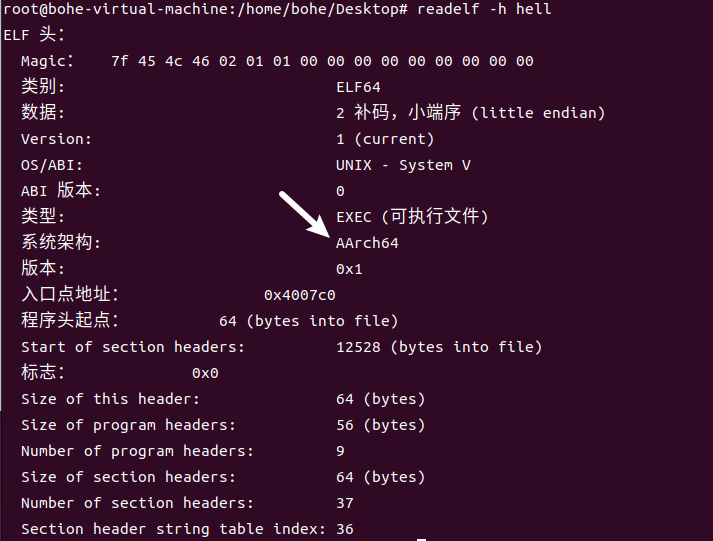 root@bohe-virtual-machine:/home/bohe/Desktop# readelf -h hell
ELF 头：
Magic： 7f 45 4c 46 02 01 01 00 00 00 00 00 00 00 00 00
类别: ELF64
数据: 2 补码，小端序 (little endian)
Version: 1 (current)
OS/ABI: UNIX - System V
ABI 版本: 0
类型: EXEC (可执行文件)
系统架构: AArch64
版本: 0x1
入口点地址： 0x4007c0
程序头起点： 64 (bytes into file)
Start of section headers: 12528 (bytes into file)
标志： 0x0
Size of this header: 64 (bytes)
Size of program headers: 56 (bytes)
Number of program headers: 9
Size of section headers: 64 (bytes)
Number of section headers: 37
Section header string table index: 36